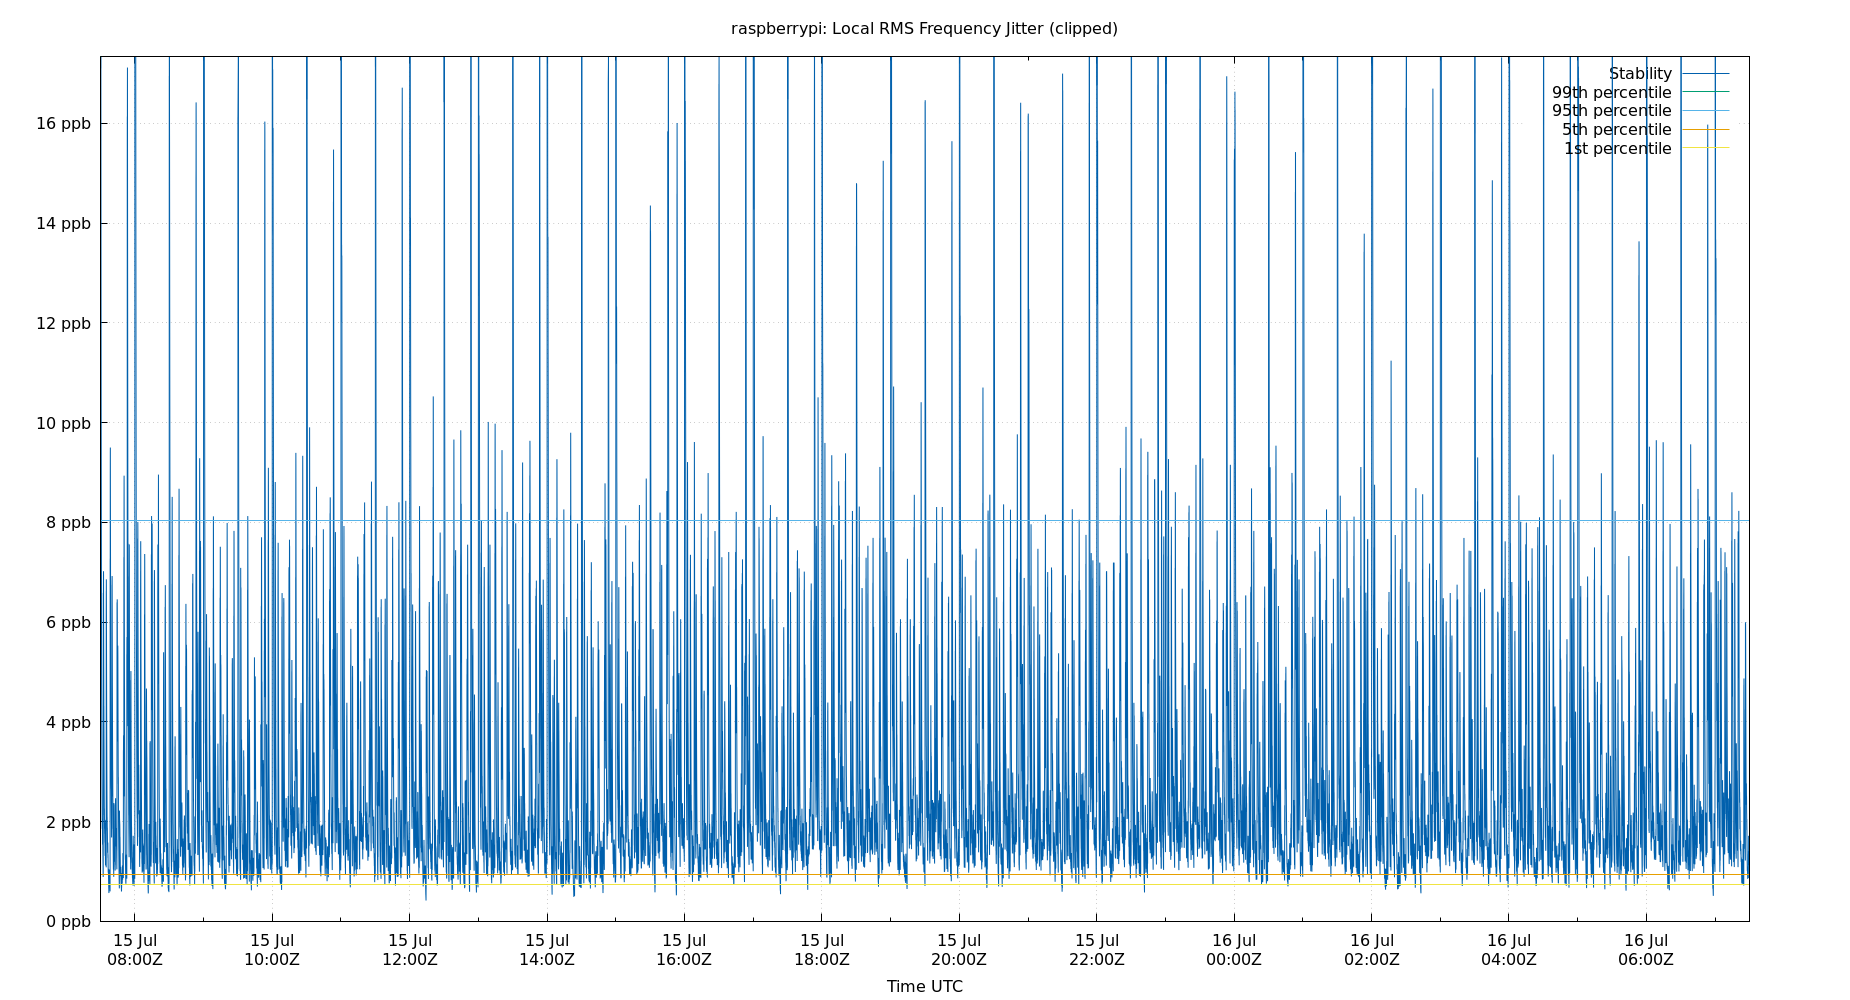 raspberrypi: Local RMS Frequency Jitter (clipped)
Stability
99th percentile
95th percentile
5th percentile
1st percentile
16 ppb
14 ppb
12 ppb
10 ppb
8 ppb
6 ppb
4 ppb
2 ppb
0 ppb
15 Jul 15 Jul 15 Jul 15 Jul 15 Jul 15 Jul 15 Jul 15 Jul 16 Jul 16 Jul 16 Jul 16 Jul
08:00Z 10:00Z 12:00Z 14:00Z 16:00Z 18:00Z 20:00Z 22:00Z 00:00Z 02:00Z 04:00Z 06:00Z
Time UTC